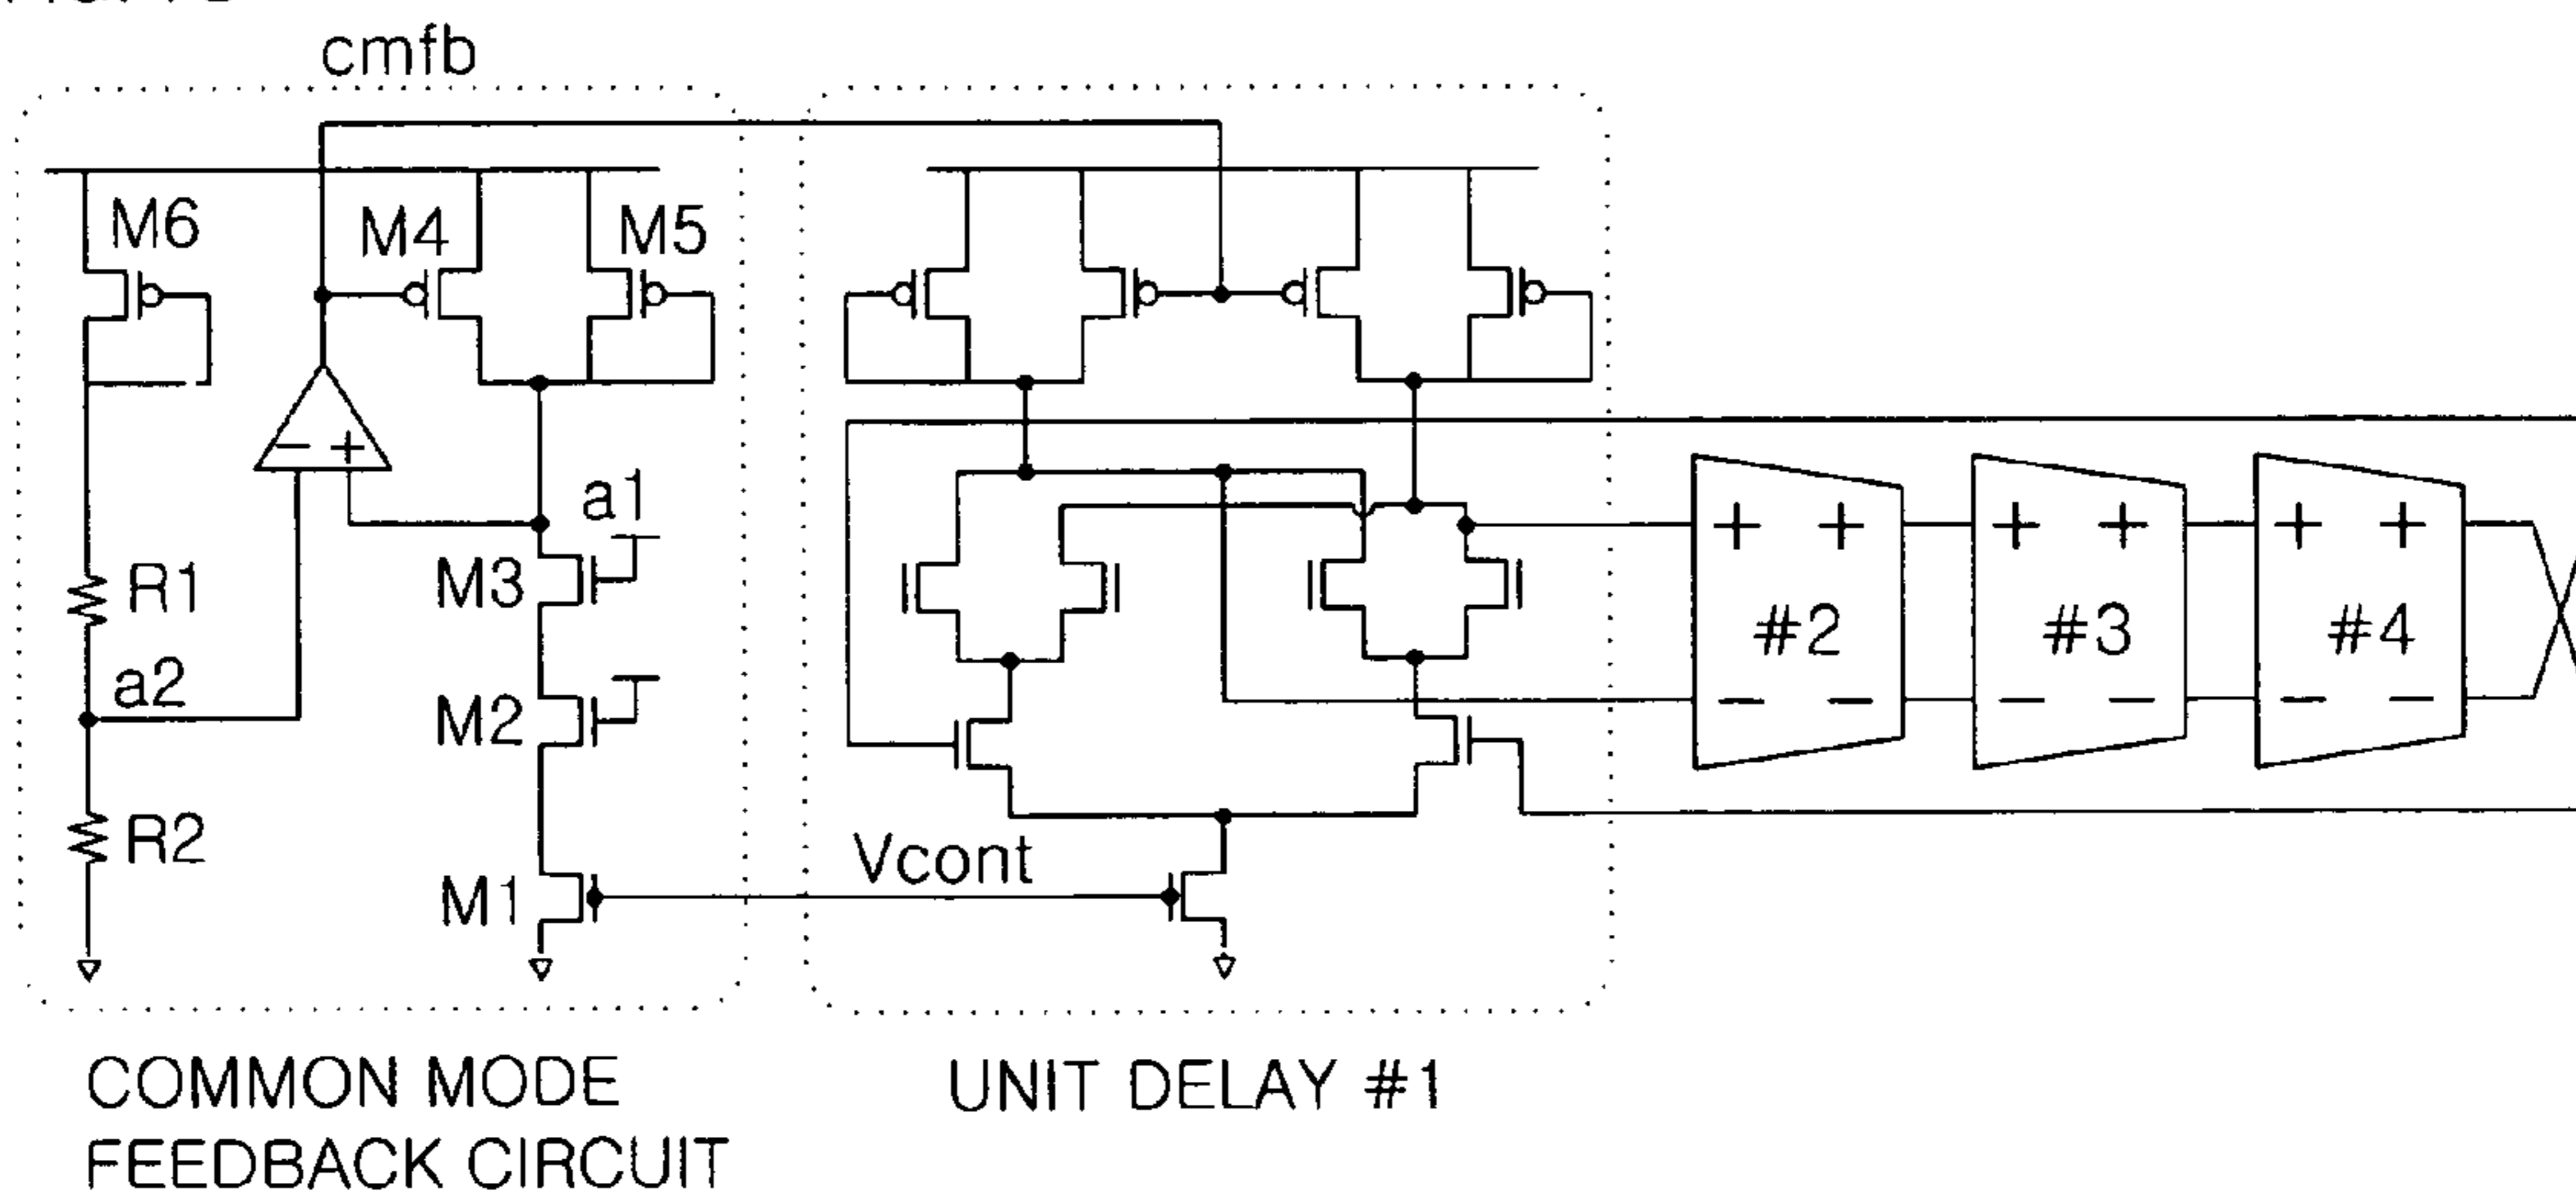 cmfb
M6
M4
M5
− +
a1
M3
R1
a2
M2
R2
M1
Vcont
+ +
#2
− −
+ +
#3
− −
+ +
#4
− −
COMMON MODE
FEEDBACK CIRCUIT
UNIT DELAY #1